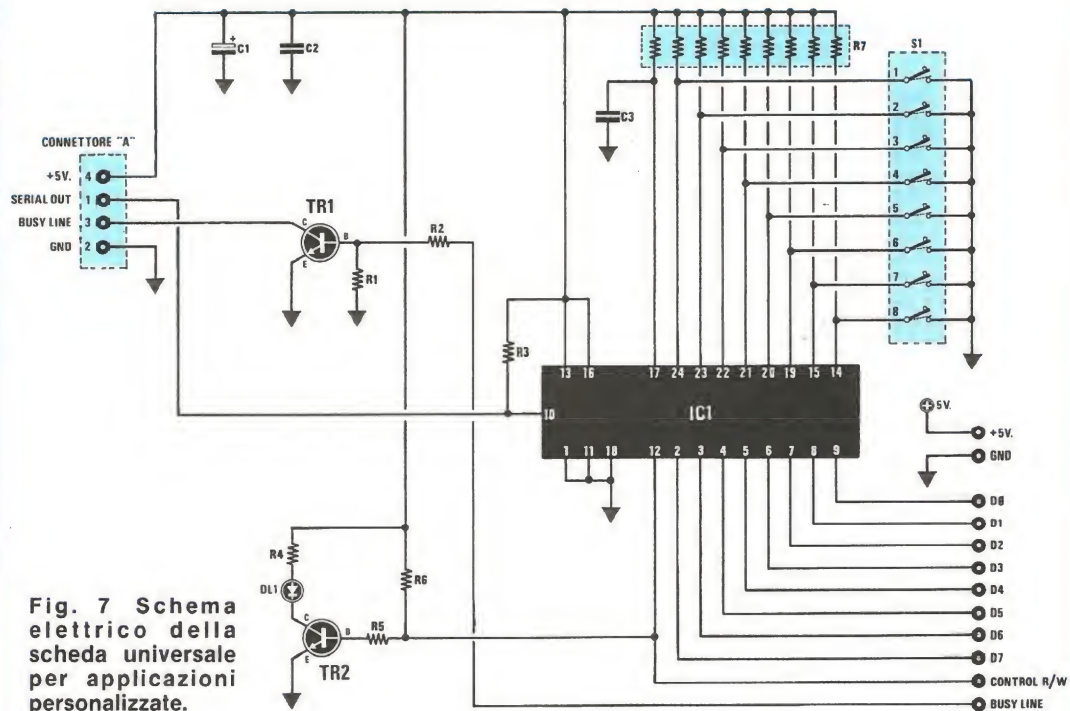 C1
+
C2
R7
S1
C3
1
2
3
4
5
6
7
8
CONNETTORE "A"
+5V. 4
SERIAL OUT 1
BUSY LINE 3
GND 2
TR1
C
B
E
R2
R1
R3
13 16 17 24 23 22 21 20 19 15 14
10
IC1
1 11 18 12 2 3 4 5 6 7 8 9
5V.
+5V.
GND
D0
D1
D2
D3
D4
D5
D6
D7
CONTROL R/W
BUSY LINE
R4
DL1
R6
C
B
E
R5
TR2
Fig. 7 Schema
elettrico della
scheda universale
per applicazioni
personalizzate.